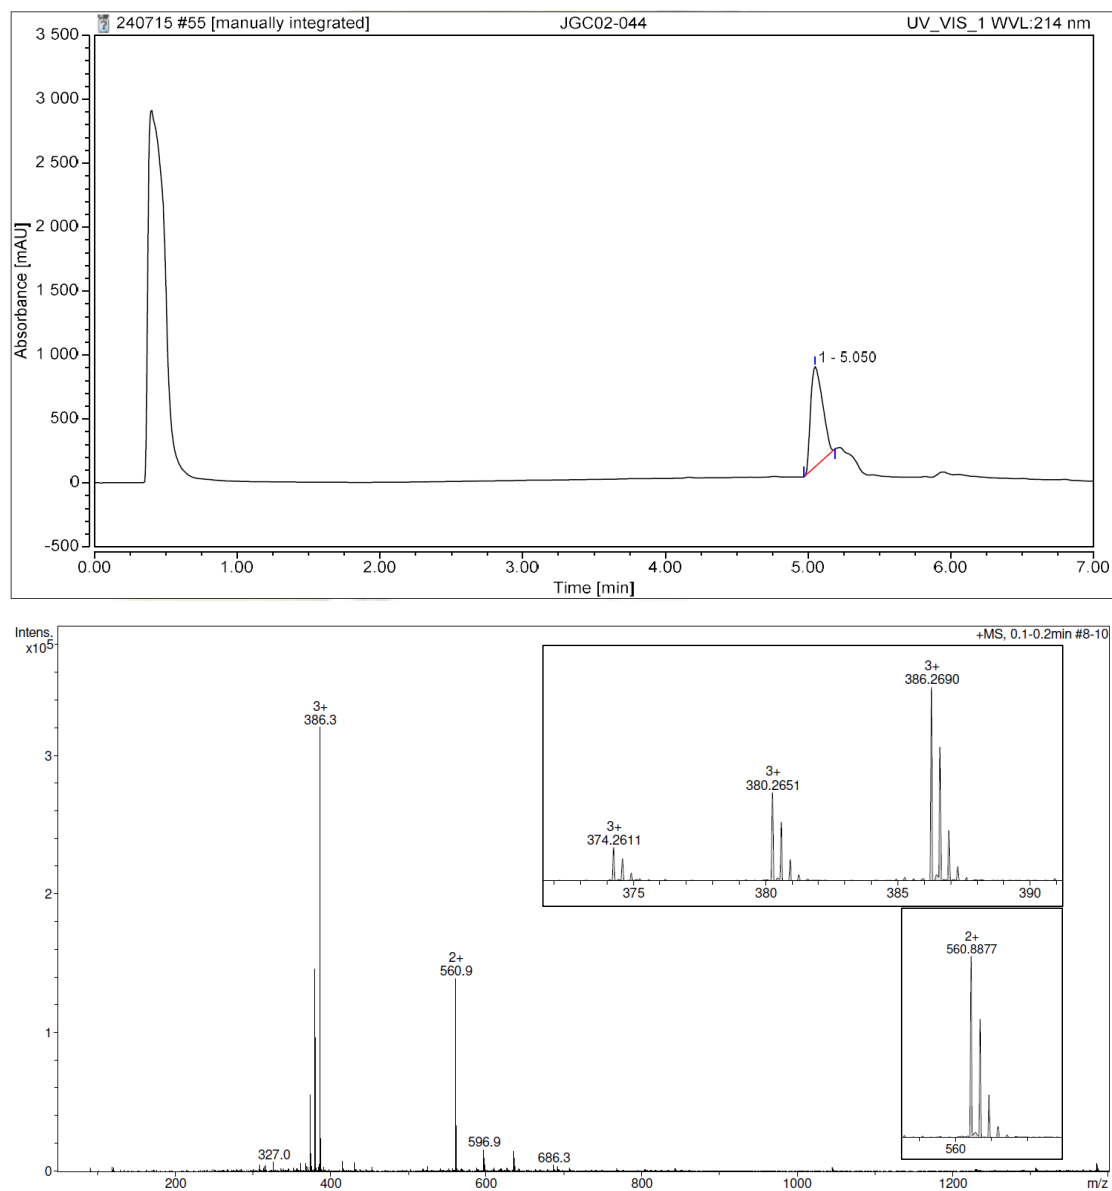 240715 #55 [manually integrated] JGC02-044 UV_VIS_1 WVL:214 nm
3 500
3 000
2 500
2 000
1 500
1 000
500
0
-500
Absorbance [mAU]
1 - 5.050
0.00 1.00 2.00 3.00 4.00 5.00 6.00 7.00
Time [min]
Intens.
x10⁵
+MS, 0.1-0.2min #8-10
3
2
1
0
3+
386.3
2+
560.9
327.0
596.9
686.3
200 400 600 800 1000 1200 m/z
3+
374.2611
3+
380.2651
3+
386.2690
375 380 385 390
2+
560.8877
560